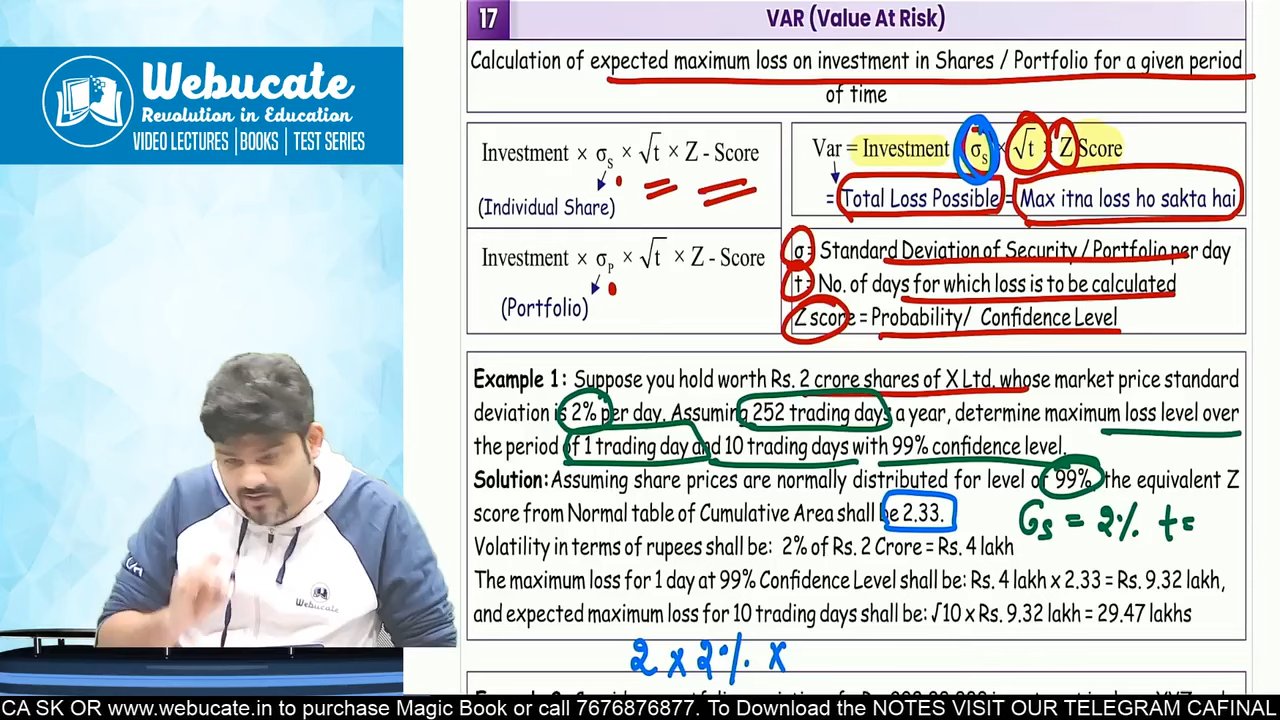 Webucate
Revolution in Education
VIDEO LECTURES | BOOKS | TEST SERIES
17 VAR (Value At Risk)
Calculation of expected maximum loss on investment in Shares / Portfolio for a given period
of time
Investment × σs × √t × Z - Score
(Individual Share)
Investment × σP × √t × Z - Score
(Portfolio)
Var = Investment × σs × √t × Z Score
= Total Loss Possible = Max itna loss ho sakta hai
σ = Standard Deviation of Security / Portfolio per day
t = No. of days for which loss is to be calculated
Z score = Probability/ Confidence Level
Example 1: Suppose you hold worth Rs. 2 crore shares of X Ltd. whose market price standard
deviation is 2% per day. Assuming 252 trading days a year, determine maximum loss level over
the period of 1 trading day and 10 trading days with 99% confidence level.
Solution: Assuming share prices are normally distributed for level of 99%, the equivalent Z
score from Normal table of Cumulative Area shall be 2.33.
σs = 2% t=
Volatility in terms of rupees shall be: 2% of Rs. 2 Crore = Rs. 4 lakh
The maximum loss for 1 day at 99% Confidence Level shall be: Rs. 4 lakh x 2.33 = Rs. 9.32 lakh,
and expected maximum loss for 10 trading days shall be: √10 x Rs. 9.32 lakh = 29.47 lakhs
2 x 2% x
Webucate
CA SK OR www.webucate.in to purchase Magic Book or call 7676876877. To Download the NOTES VISIT OUR TELEGRAM CAFINAL